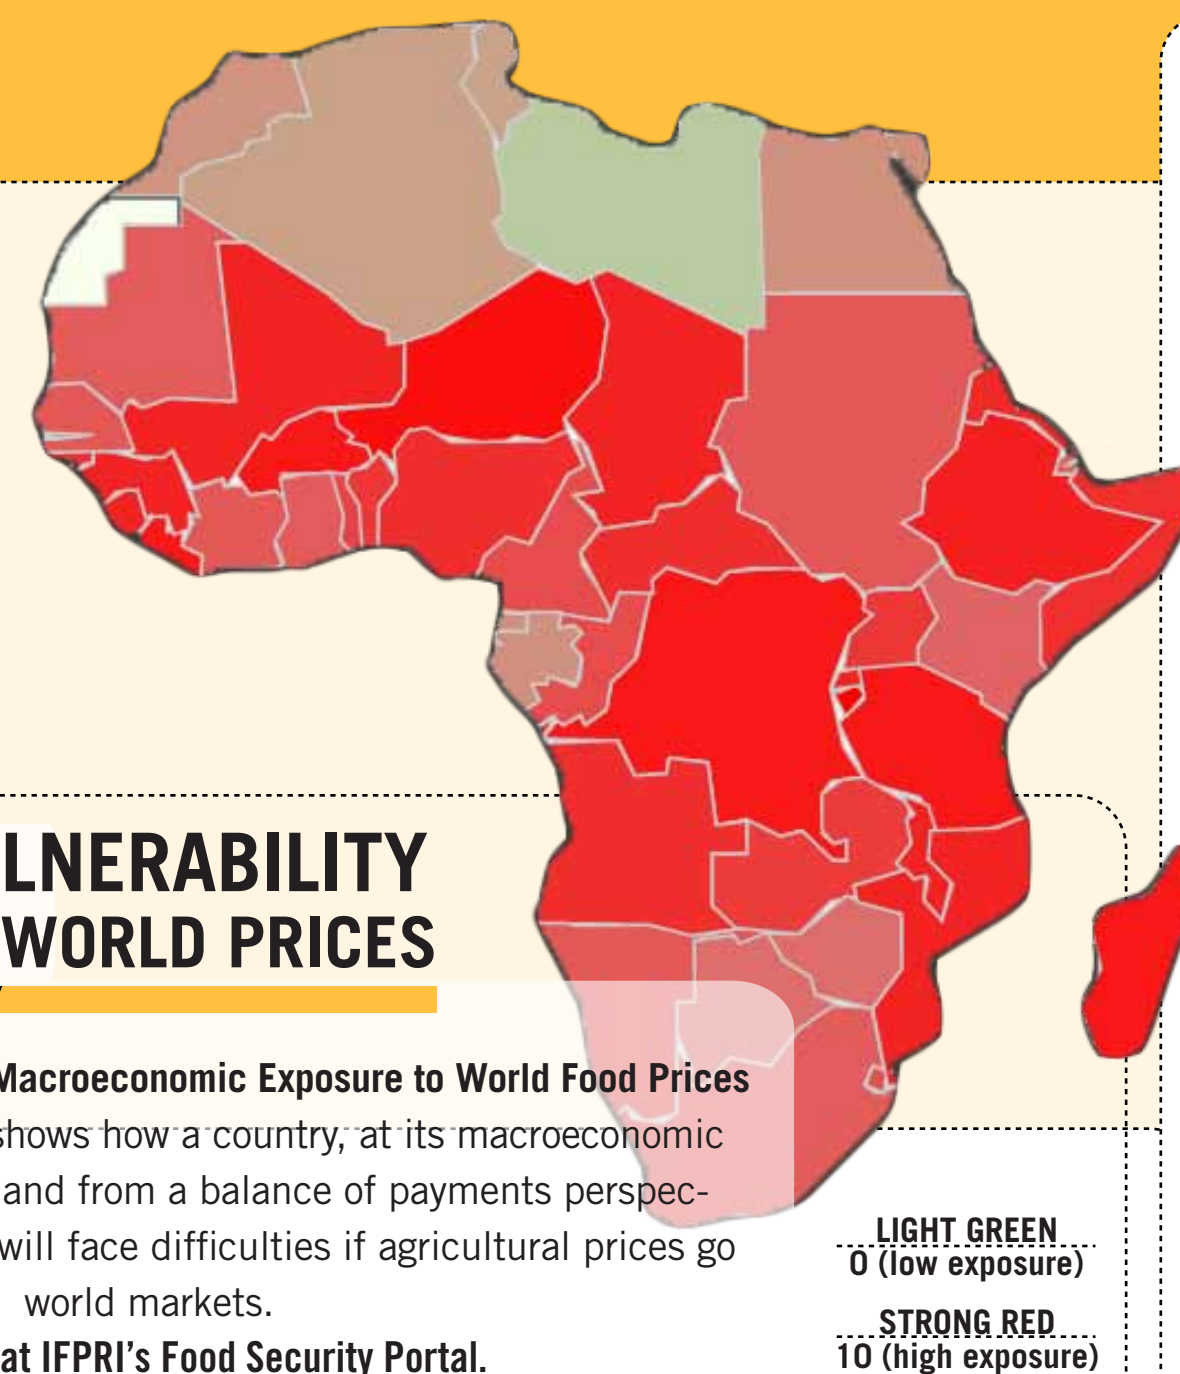 LNERABILITY
WORLD PRICES
Macroeconomic Exposure to World Food Prices
shows how a country, at its macroeconomic
and from a balance of payments perspec-
will face difficulties if agricultural prices go
world markets.
at IFPRI’s Food Security Portal.
LIGHT GREEN
0 (low exposure)
STRONG RED
10 (high exposure)